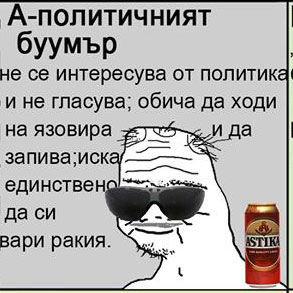 А-политичният
буумър
не се интересува от политика
и не гласува; обича да ходи
на язовира и да
запива;иска
единствено
да си
вари ракия.
ASTIKA